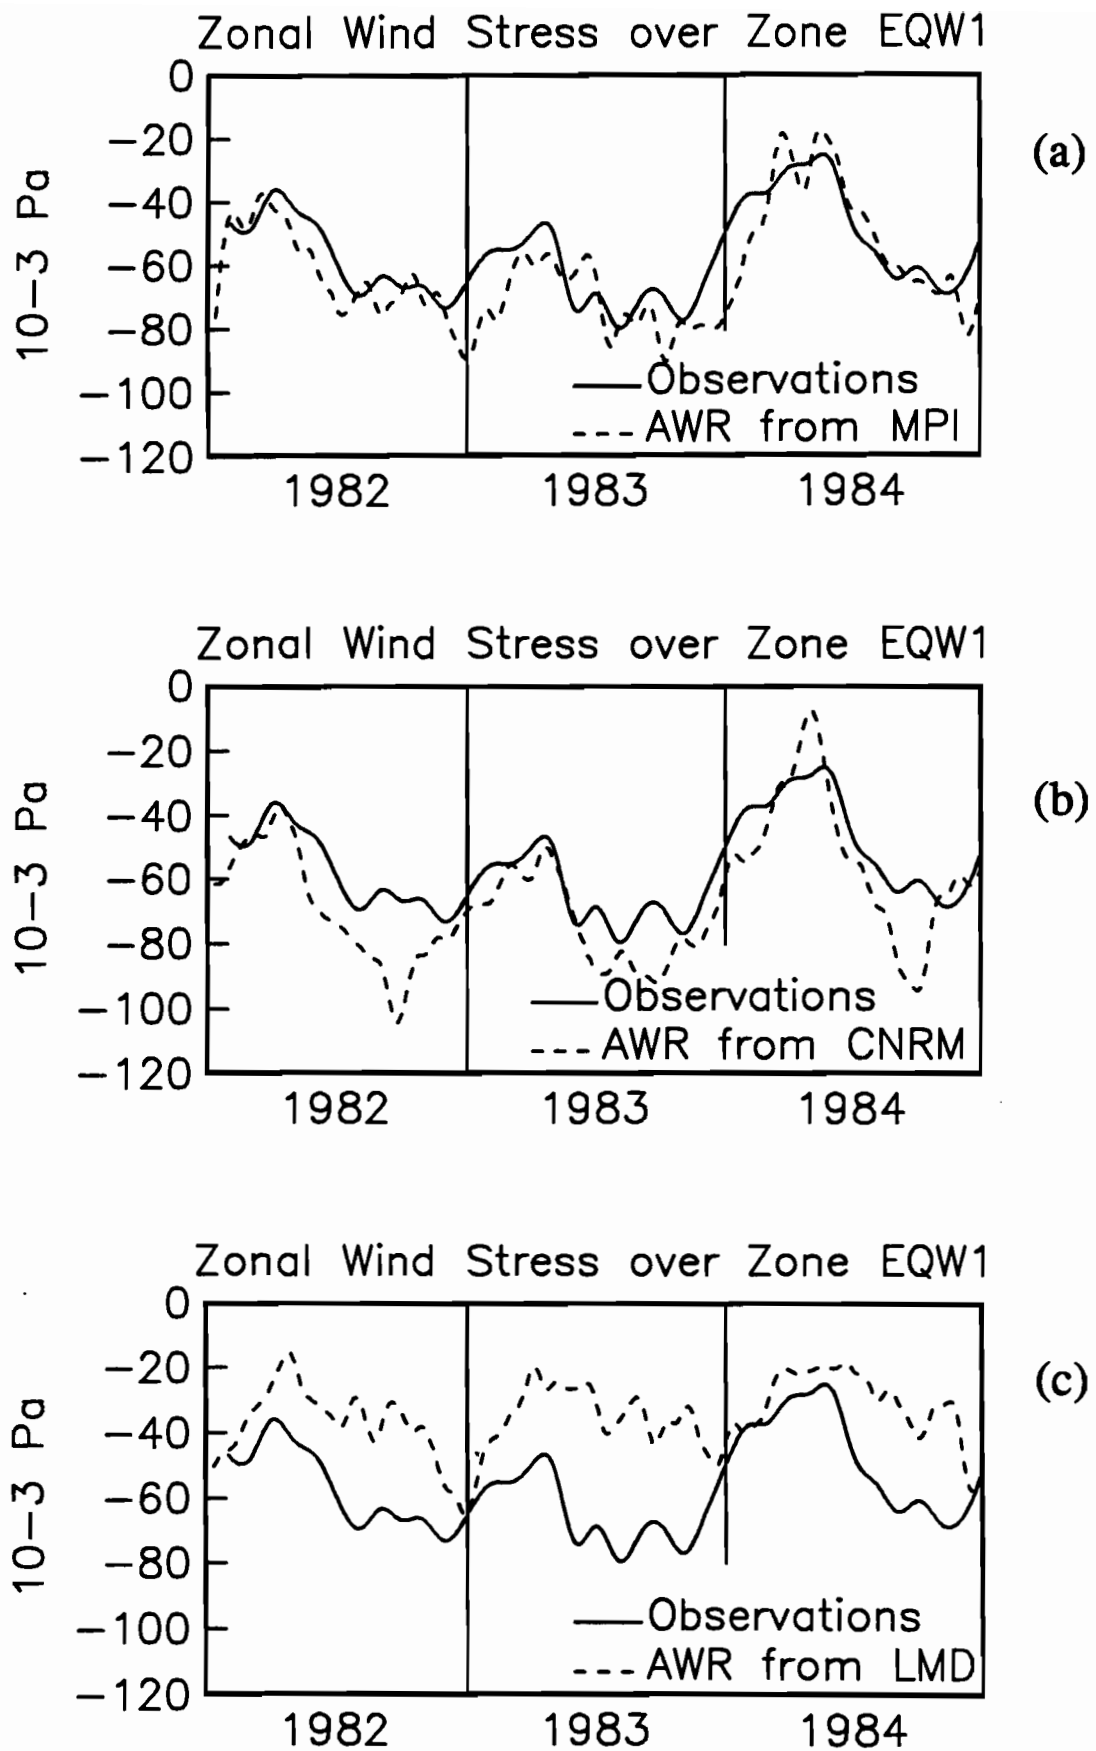 Zonal Wind Stress over Zone EQW1
0
−20
−40
−60
−80
−100
−120
10−3 Pa
(a)
Observations
AWR from MPI
1982 1983 1984
Zonal Wind Stress over Zone EQW1
0
−20
−40
−60
−80
−100
−120
10−3 Pa
(b)
Observations
AWR from CNRM
1982 1983 1984
Zonal Wind Stress over Zone EQW1
0
−20
−40
−60
−80
−100
−120
10−3 Pa
(c)
Observations
AWR from LMD
1982 1983 1984